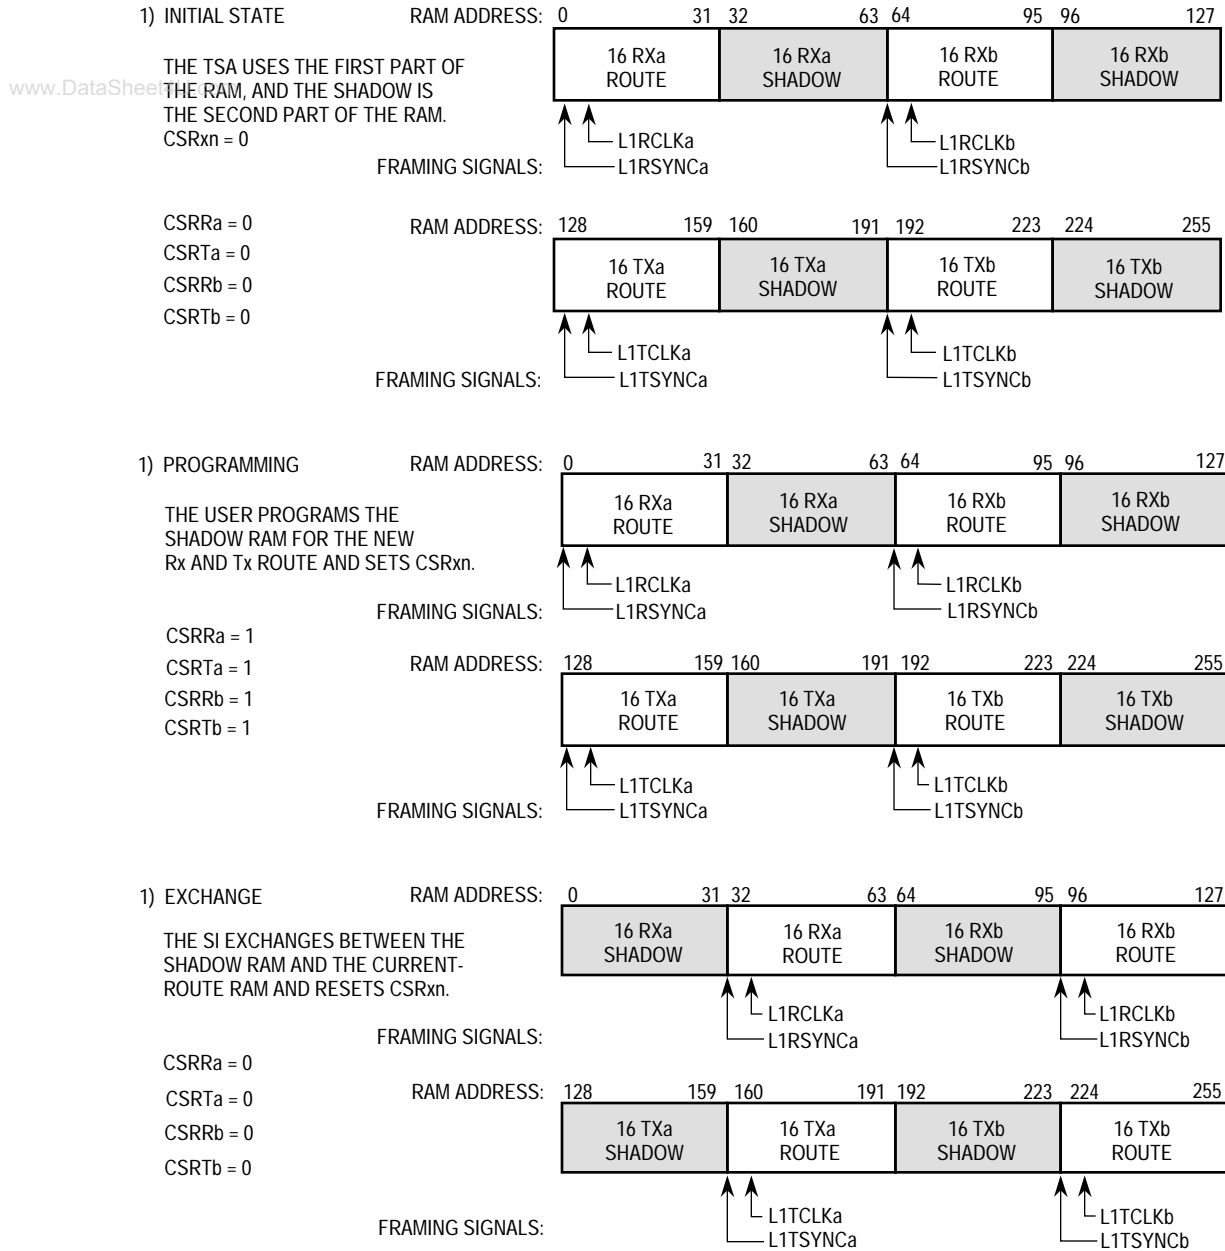 1) INITIAL STATE
RAM ADDRESS: 0 31 32 63 64 95 96 127
THE TSA USES THE FIRST PART OF
THE RAM, AND THE SHADOW IS
THE SECOND PART OF THE RAM.
CSRxn = 0
www.DataSheet
16 RXa
ROUTE
16 RXa
SHADOW
16 RXb
ROUTE
16 RXb
SHADOW
L1RCLKa
L1RCLKb
FRAMING SIGNALS:
L1RSYNCa
L1RSYNCb
CSRRa = 0
CSRTa = 0
CSRRb = 0
CSRTb = 0
RAM ADDRESS: 128 159 160 191 192 223 224 255
16 TXa
ROUTE
16 TXa
SHADOW
16 TXb
ROUTE
16 TXb
SHADOW
L1TCLKa
L1TCLKb
FRAMING SIGNALS:
L1TSYNCa
L1TSYNCb
1) PROGRAMMING
RAM ADDRESS: 0 31 32 63 64 95 96 127
THE USER PROGRAMS THE
SHADOW RAM FOR THE NEW
Rx AND Tx ROUTE AND SETS CSRxn.
16 RXa
ROUTE
16 RXa
SHADOW
16 RXb
ROUTE
16 RXb
SHADOW
L1RCLKa
L1RCLKb
FRAMING SIGNALS:
L1RSYNCa
L1RSYNCb
CSRRa = 1
CSRTa = 1
CSRRb = 1
CSRTb = 1
RAM ADDRESS: 128 159 160 191 192 223 224 255
16 TXa
ROUTE
16 TXa
SHADOW
16 TXb
ROUTE
16 TXb
SHADOW
L1TCLKa
L1TCLKb
FRAMING SIGNALS:
L1TSYNCa
L1TSYNCb
1) EXCHANGE
RAM ADDRESS: 0 31 32 63 64 95 96 127
THE SI EXCHANGES BETWEEN THE
SHADOW RAM AND THE CURRENT-
ROUTE RAM AND RESETS CSRxn.
16 RXa
SHADOW
16 RXa
ROUTE
16 RXb
SHADOW
16 RXb
ROUTE
L1RCLKa
L1RCLKb
FRAMING SIGNALS:
L1RSYNCa
L1RSYNCb
CSRRa = 0
CSRTa = 0
CSRRb = 0
CSRTb = 0
RAM ADDRESS: 128 159 160 191 192 223 224 255
16 TXa
SHADOW
16 TXa
ROUTE
16 TXb
SHADOW
16 TXb
ROUTE
L1TCLKa
L1TCLKb
FRAMING SIGNALS:
L1TSYNCa
L1TSYNCb